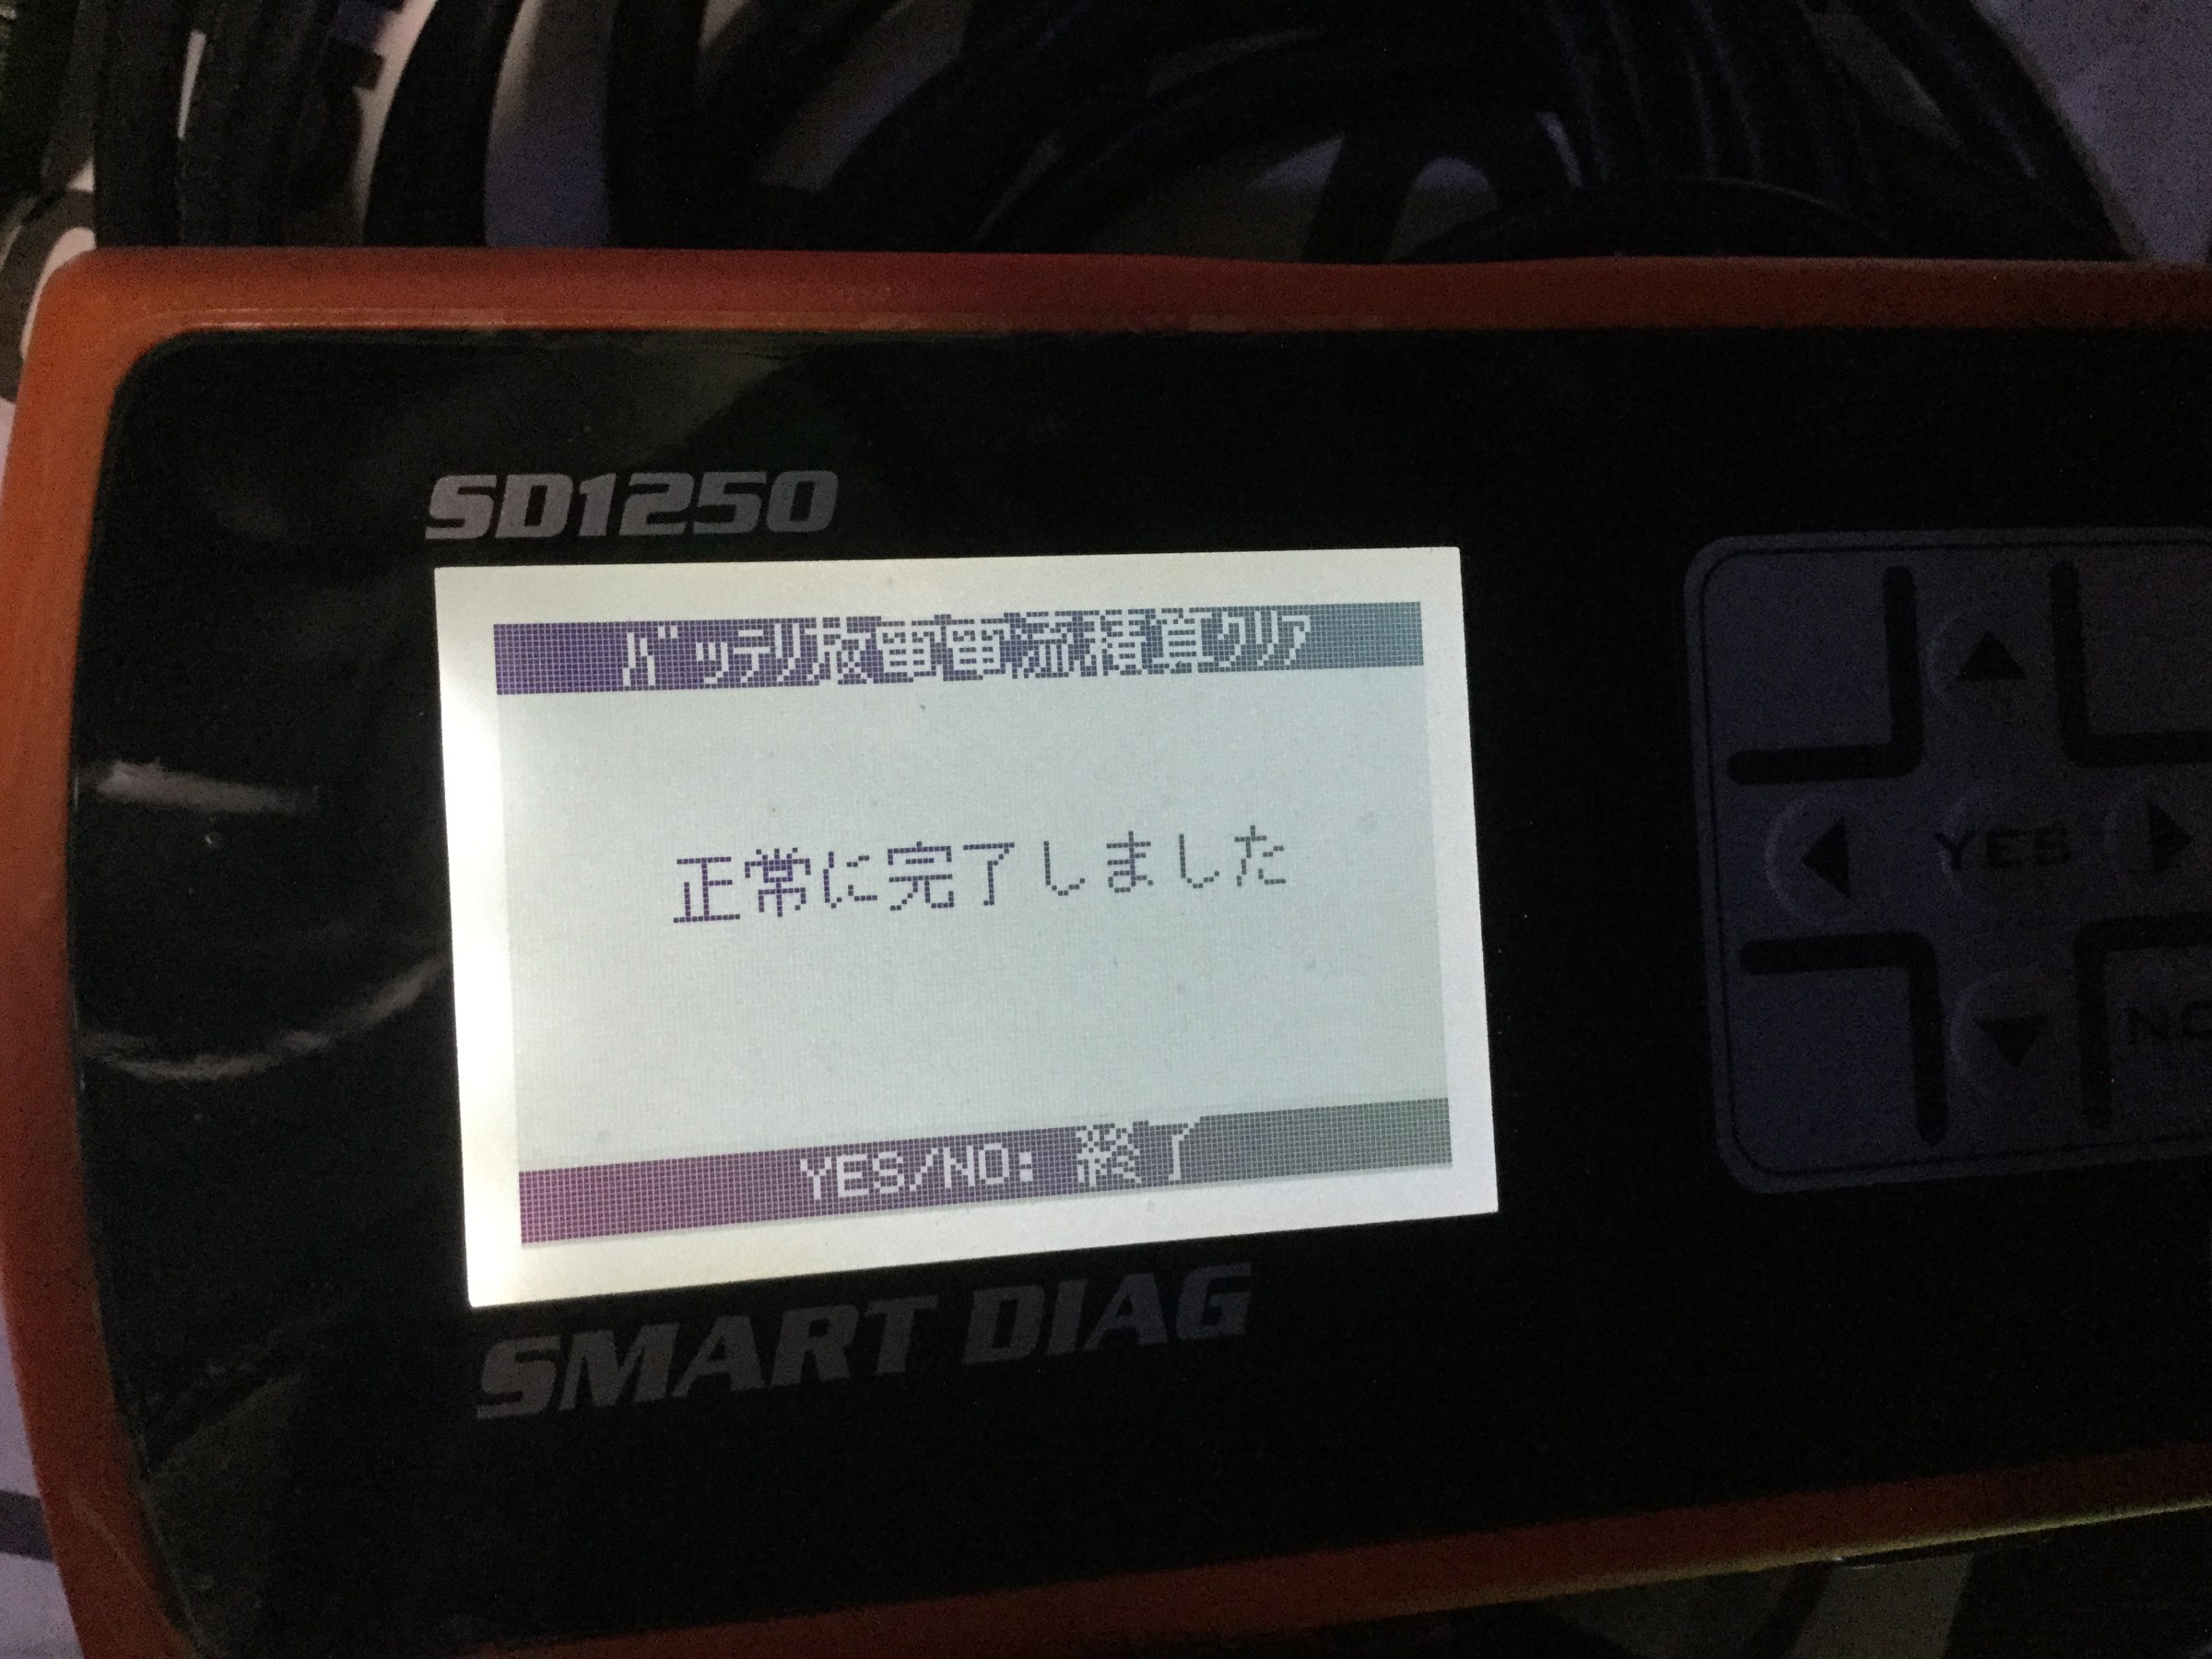 SD1250
ﾊﾞｯﾃﾘ放電電流積算ｸﾘｱ
正常に完了しました
YES/NO: 終了
SMART DIAG
YES
NO